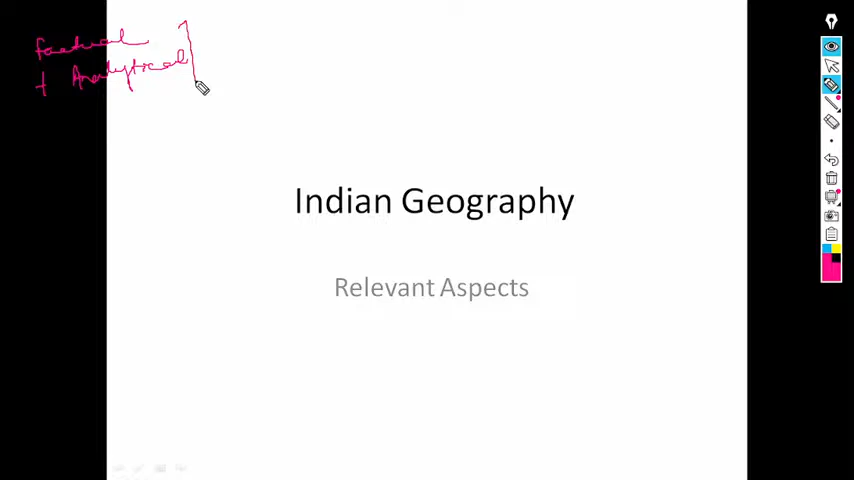 factual
+ Analytical
Indian Geography
Relevant Aspects